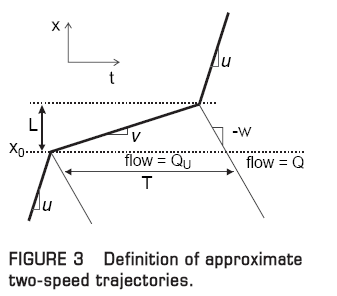 x
t
u
L
v
-w
x₀
flow = Q_U
flow = Q
T
u
FIGURE 3 Definition of approximate
two-speed trajectories.